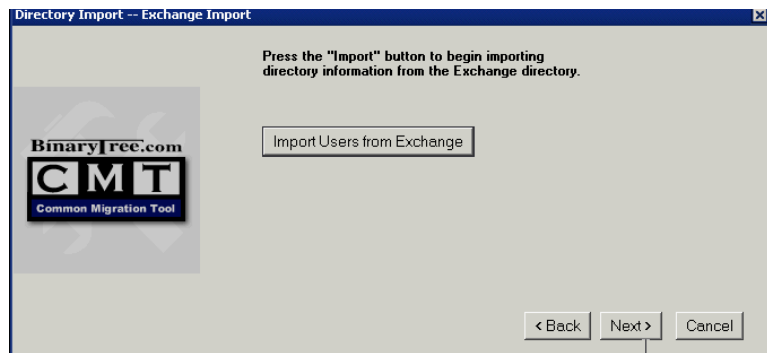 Directory Import -- Exchange Import
Press the "Import" button to begin importing
directory information from the Exchange directory.
Import Users from Exchange
BinaryTree.com
CMT
Common Migration Tool
< Back
Next >
Cancel